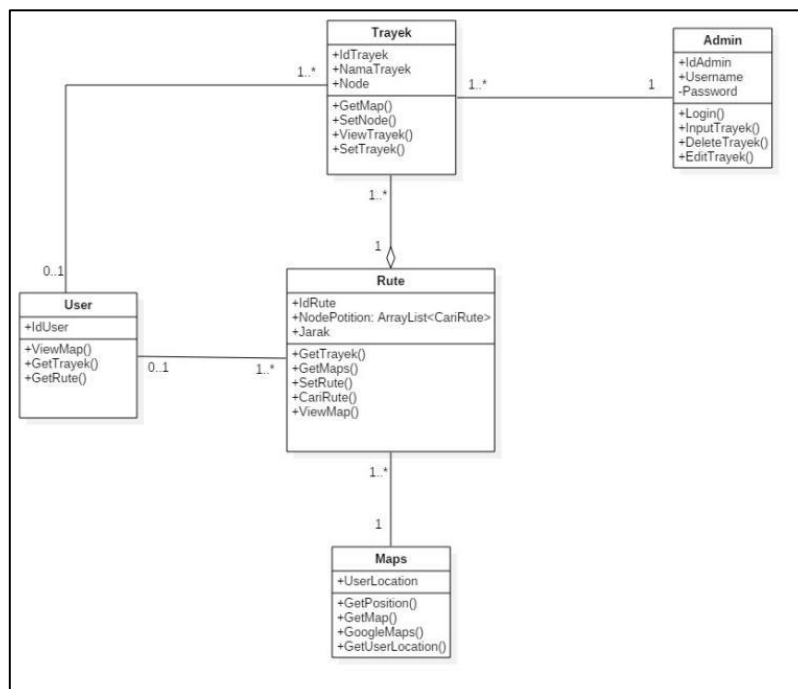 Trayek
+IdTrayek
+NamaTrayek
+Node
+GetMap()
+SetNode()
+ViewTrayek()
+SetTrayek()
Admin
+IdAdmin
+Username
-Password
+Login()
+InputTrayek()
+DeleteTrayek()
+EditTrayek()
1..*
1..*
1
1..*
1
0..1
User
+IdUser
+ViewMap()
+GetTrayek()
+GetRute()
Rute
+IdRute
+NodePotition: ArrayList<CariRute>
+Jarak
+GetTrayek()
+GetMaps()
+SetRute()
+CariRute()
+ViewMap()
0..1
1..*
1..*
1
Maps
+UserLocation
+GetPosition()
+GetMap()
+GoogleMaps()
+GetUserLocation()